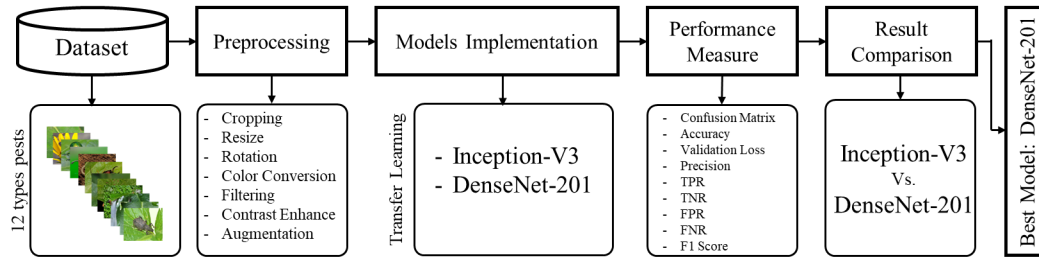 Dataset
Preprocessing
Models Implementation
Performance
Measure
Result
Comparison
12 types pests
- Cropping
- Resize
- Rotation
- Color Conversion
- Filtering
- Contrast Enhance
- Augmentation
Transfer Learning
- Inception-V3
- DenseNet-201
- Confusion Matrix
- Accuracy
- Validation Loss
- Precision
- TPR
- TNR
- FPR
- FNR
- F1 Score
Inception-V3
Vs.
DenseNet-201
Best Model: DenseNet-201